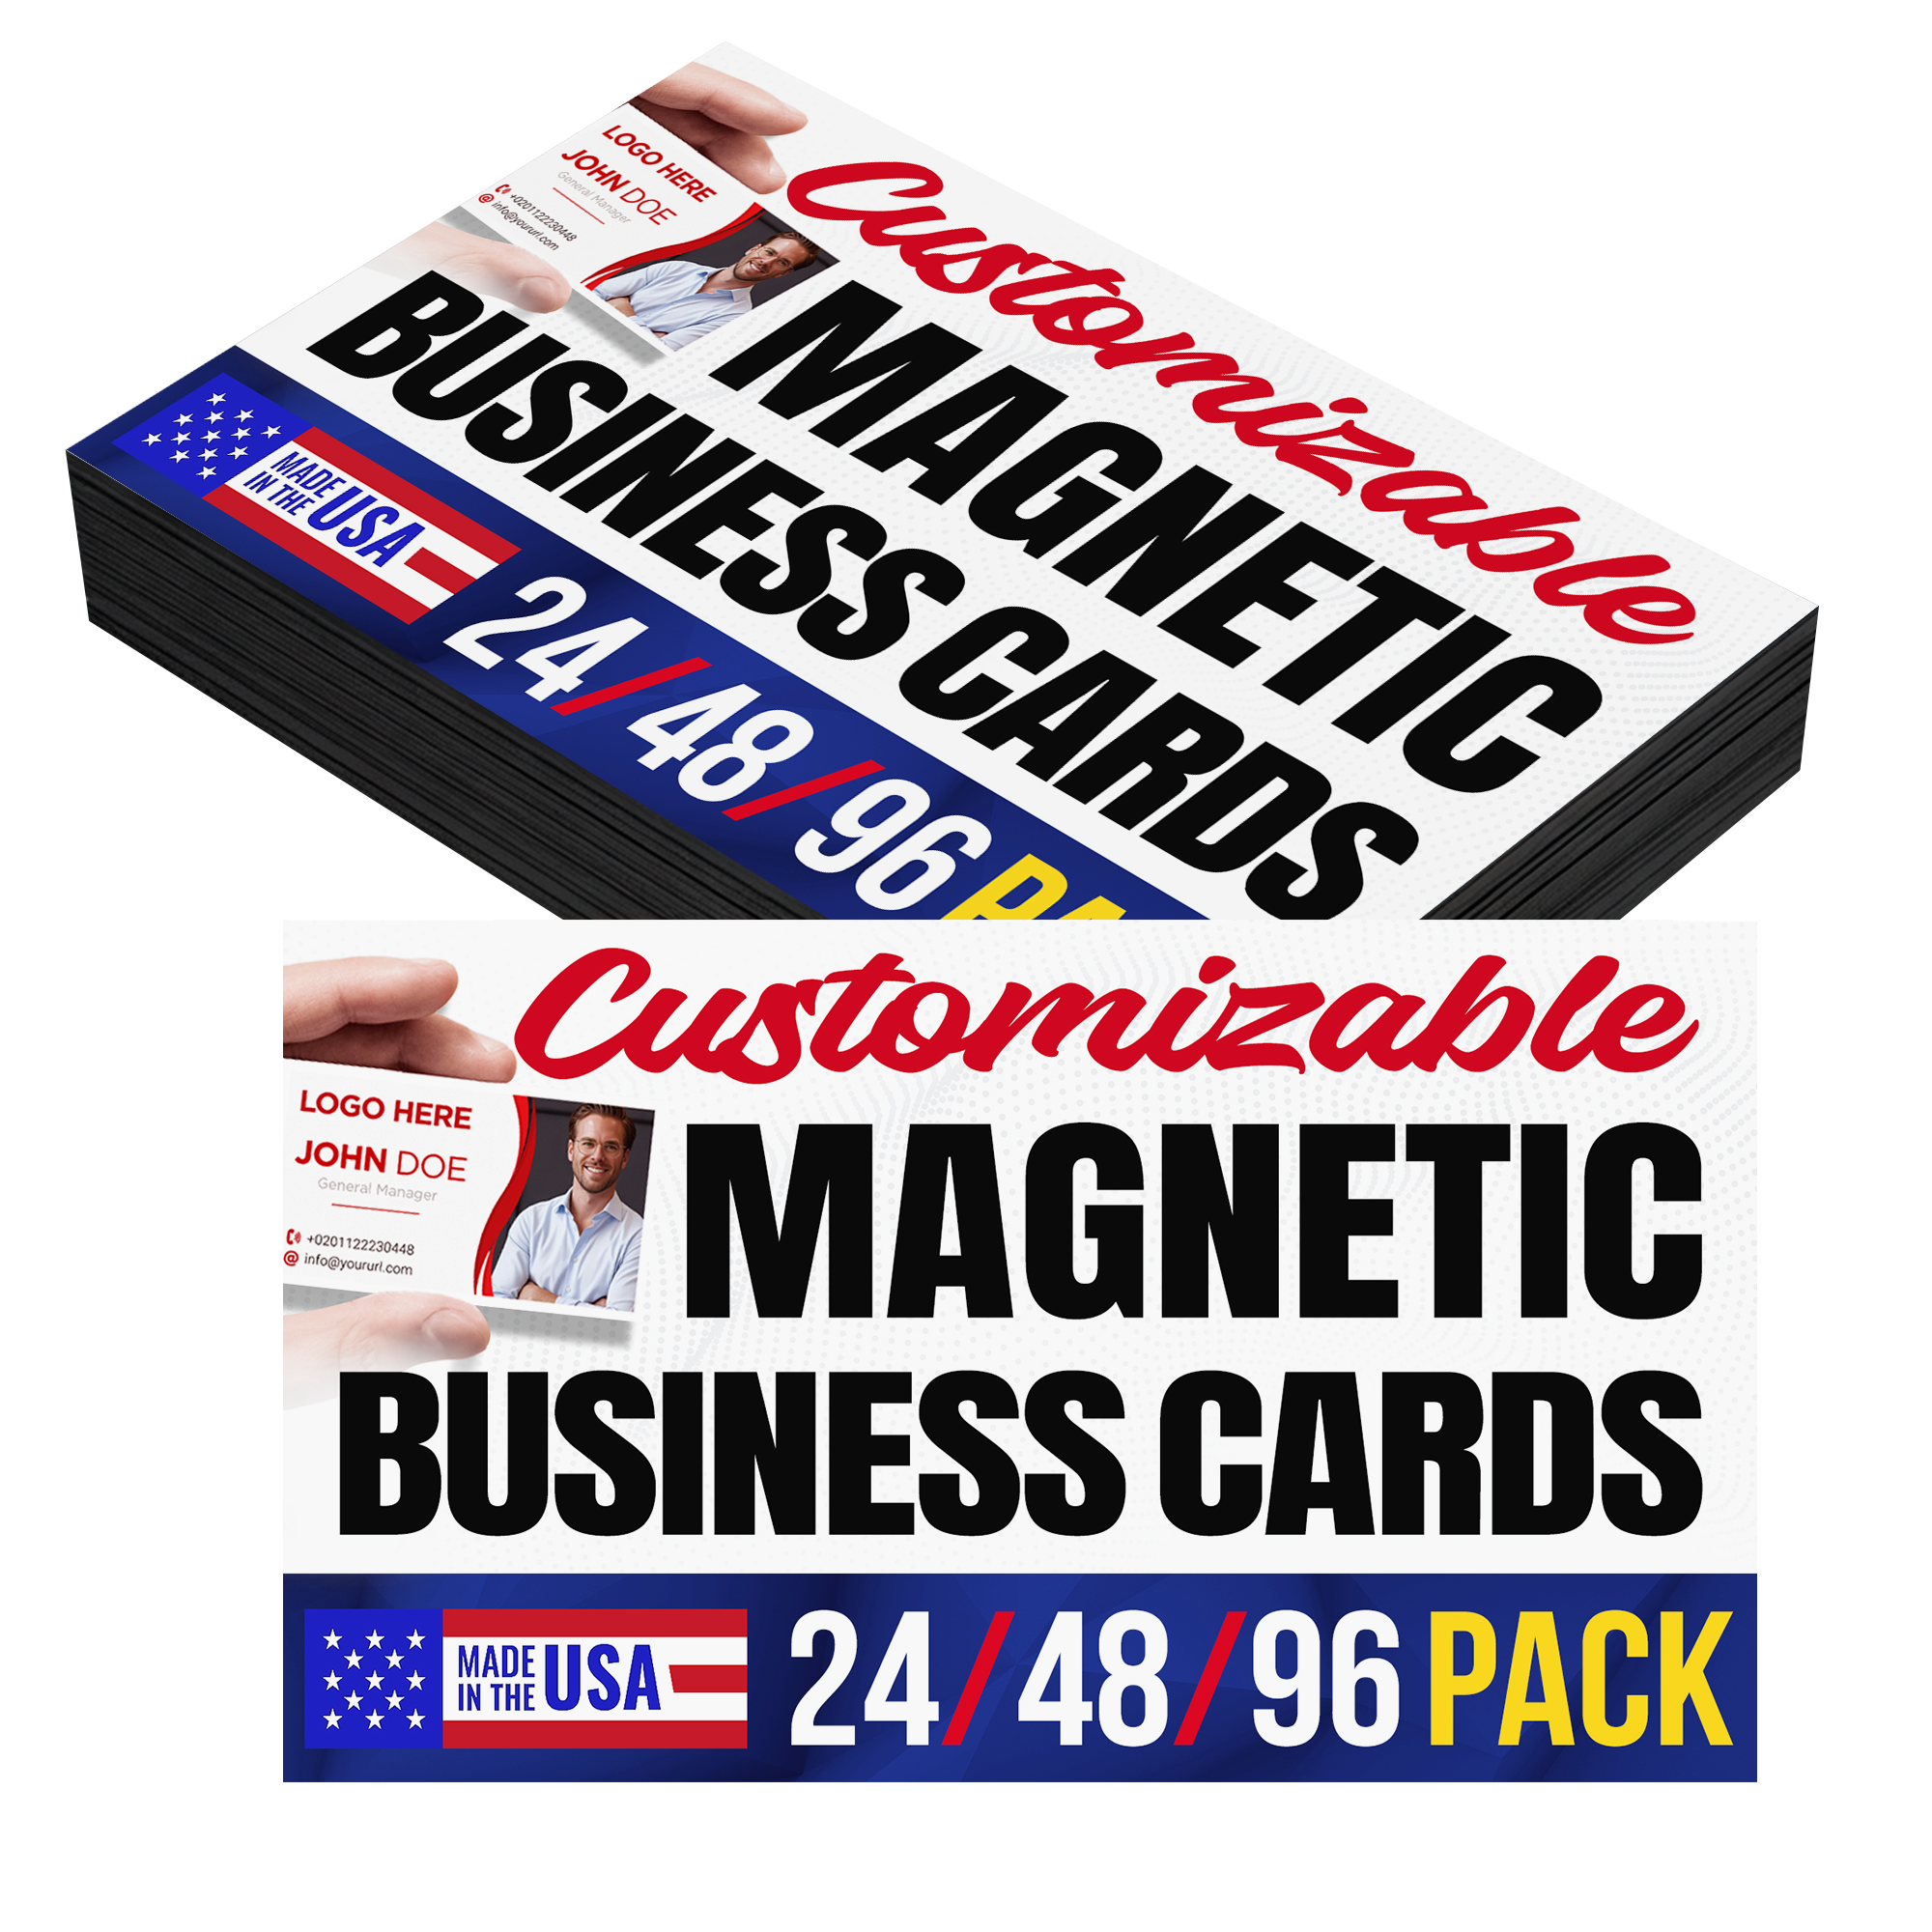 Customizable
LOGO HERE
JOHN DOE
General Manager
+0201122230448
info@yoururl.com
MAGNETIC
BUSINESS CARDS
MADE
IN THE USA
24/48/96 PA
Customizable
LOGO HERE
JOHN DOE
General Manager
+0201122230448
@ info@yoururl.com
MAGNETIC
BUSINESS CARDS
MADE
IN THE USA
24/48/96 PACK